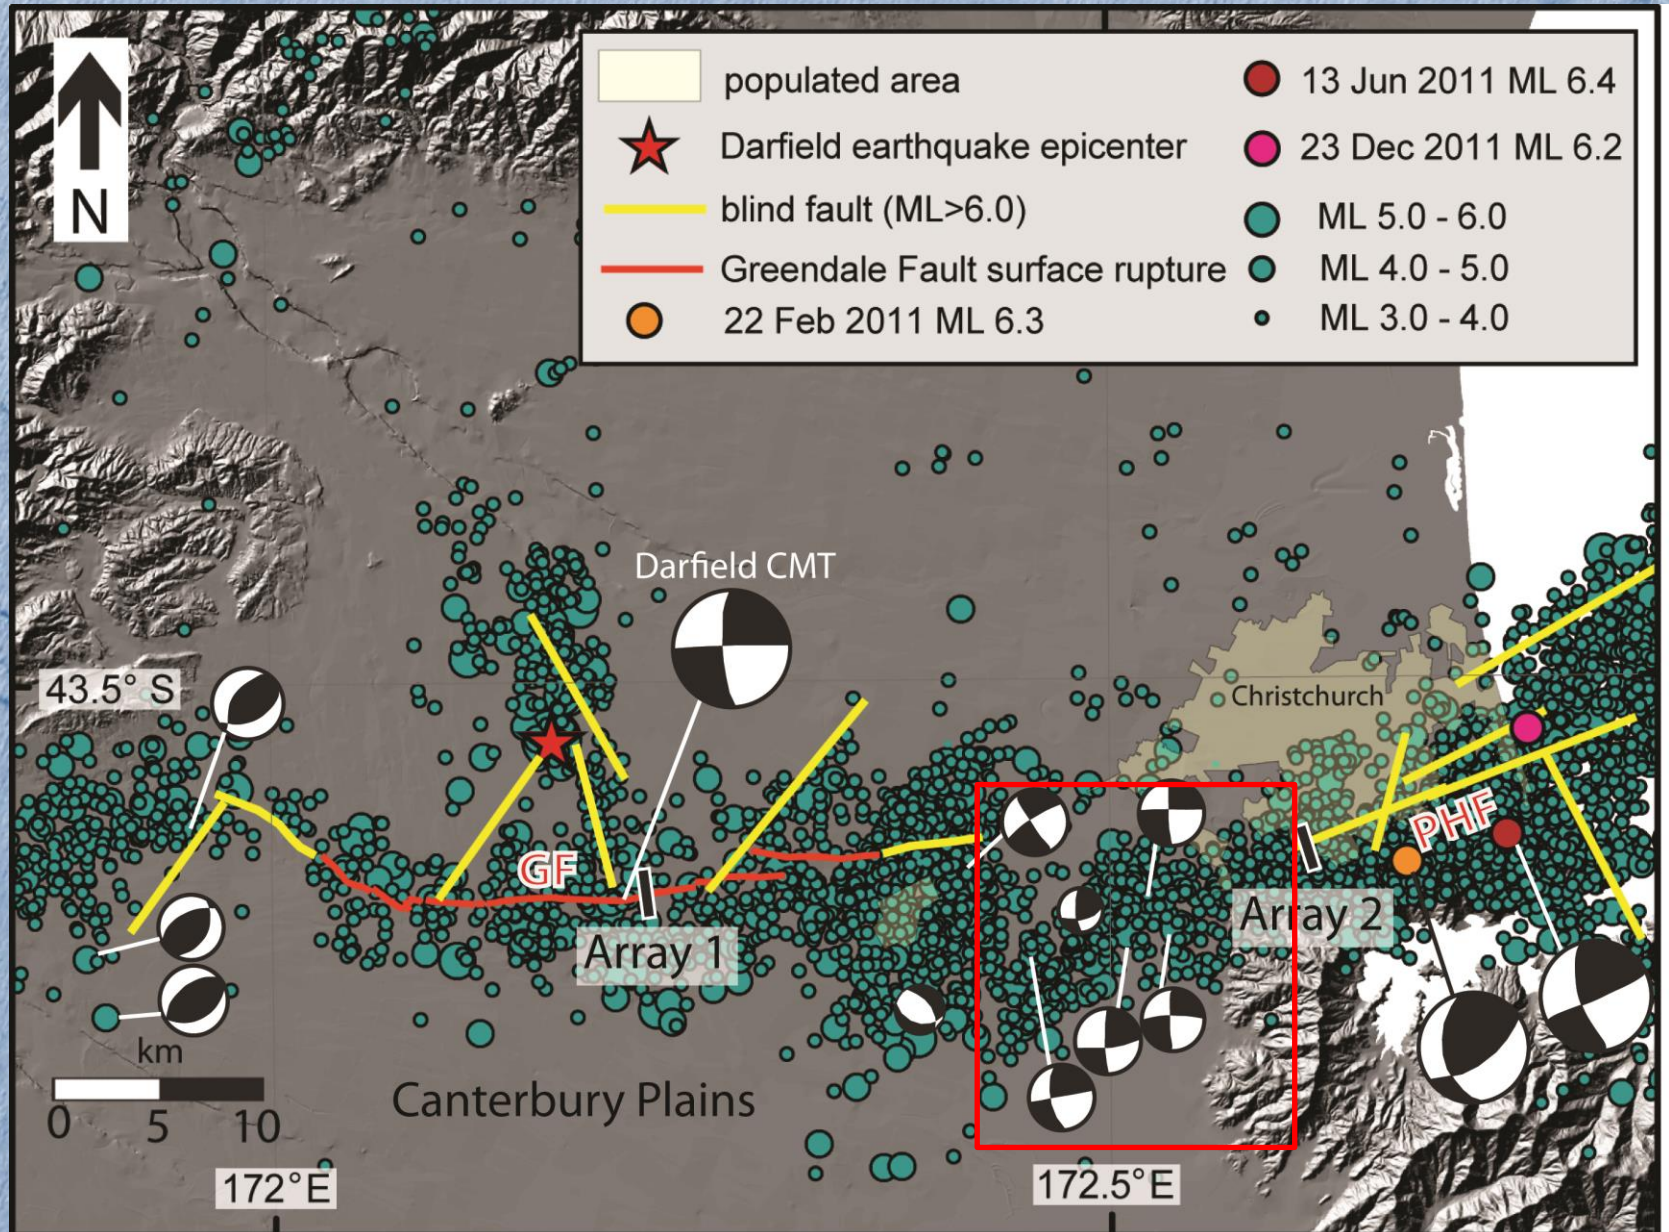 N
populated area
Darfield earthquake epicenter
blind fault (ML>6.0)
Greendale Fault surface rupture
22 Feb 2011 ML 6.3
13 Jun 2011 ML 6.4
23 Dec 2011 ML 6.2
ML 5.0 - 6.0
ML 4.0 - 5.0
ML 3.0 - 4.0
Darfield CMT
43.5° S
Christchurch
GF
PHF
Array 1
Array 2
km
0 5 10
Canterbury Plains
172°E
172.5°E